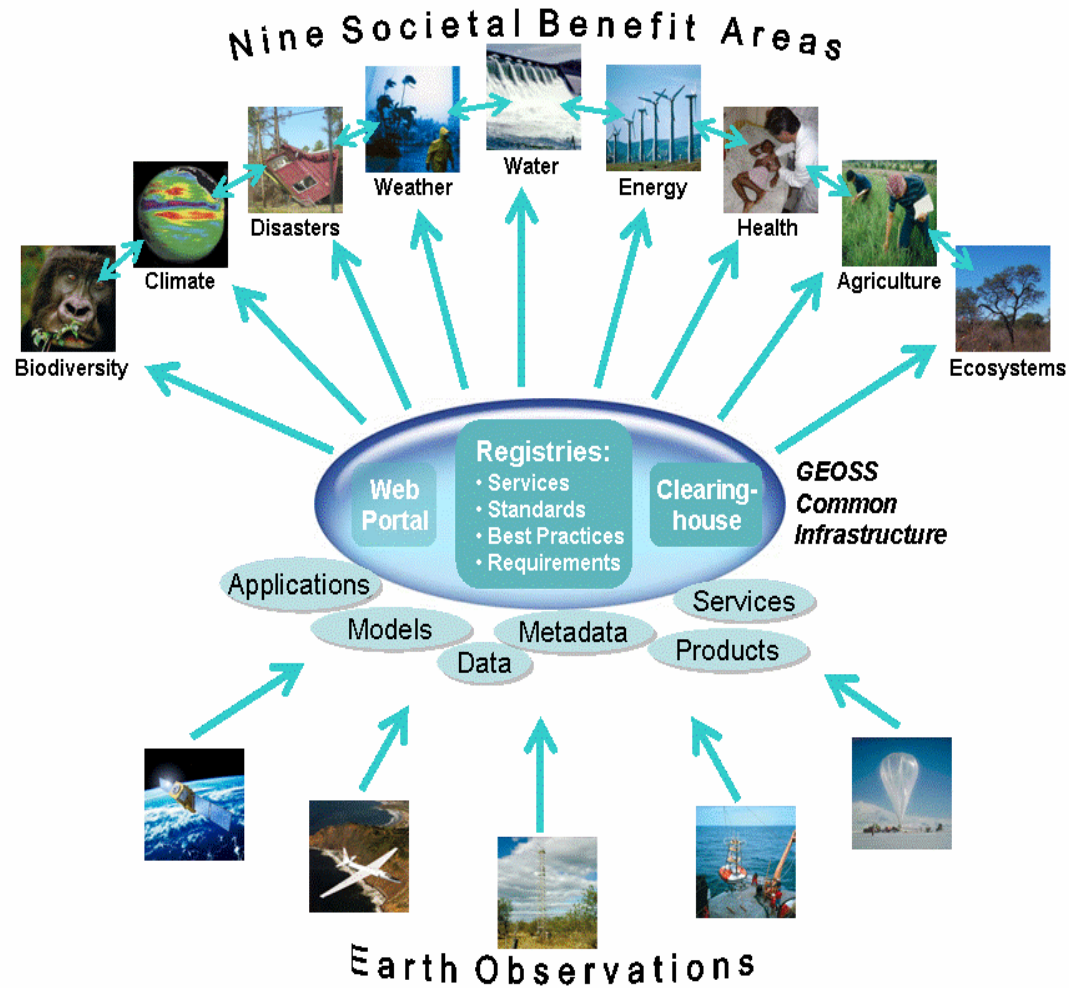 Nine Societal Benefit Areas
Water
Weather
Energy
Disasters
Health
Climate
Agriculture
Biodiversity
Ecosystems
Registries:
• Services
• Standards
• Best Practices
• Requirements
Web
Portal
Clearing-
house
GEOSS
Common
Infrastructure
Applications
Services
Models
Metadata
Data
Products
Earth Observations